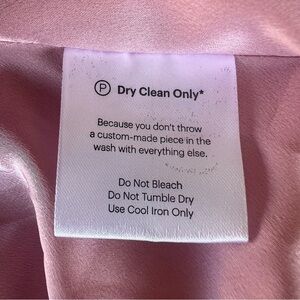 Ⓟ Dry Clean Only*
Because you don't throw
a custom-made piece in the
wash with everything else.
Do Not Bleach
Do Not Tumble Dry
Use Cool Iron Only